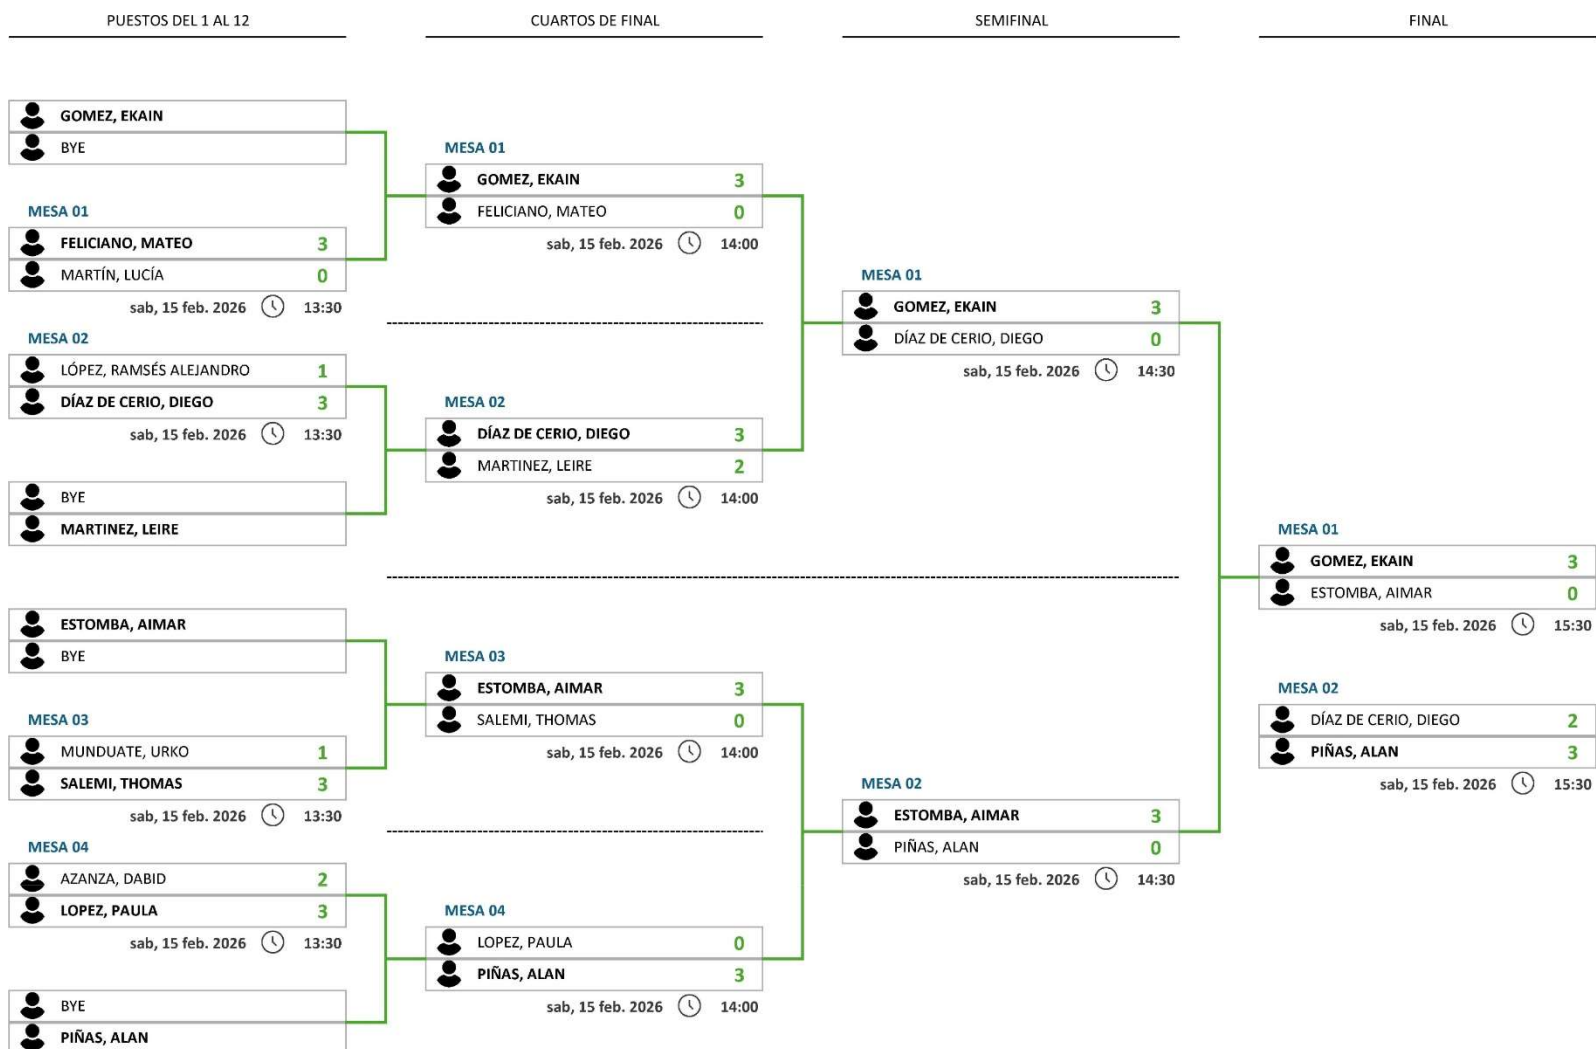 PUESTOS DEL 1 AL 12
GOMEZ, EKAIN
BYE
MESA 01
FELICIANO, MATEO 3
MARTÍN, LUCÍA 0
sab, 15 feb. 2026 13:30
MESA 02
LÓPEZ, RAMSÉS ALEJANDRO 1
DÍAZ DE CERIO, DIEGO 3
sab, 15 feb. 2026 13:30
BYE
MARTINEZ, LEIRE
ESTOMBA, AIMAR
BYE
MESA 03
MUNDUATE, URKO 1
SALEMI, THOMAS 3
sab, 15 feb. 2026 13:30
MESA 04
AZANZA, DABID 2
LOPEZ, PAULA 3
sab, 15 feb. 2026 13:30
BYE
PIÑAS, ALAN
CUARTOS DE FINAL
MESA 01
GOMEZ, EKAIN 3
FELICIANO, MATEO 0
sab, 15 feb. 2026 14:00
MESA 02
DÍAZ DE CERIO, DIEGO 3
MARTINEZ, LEIRE 2
sab, 15 feb. 2026 14:00
MESA 03
ESTOMBA, AIMAR 3
SALEMI, THOMAS 0
sab, 15 feb. 2026 14:00
MESA 04
LOPEZ, PAULA 0
PIÑAS, ALAN 3
sab, 15 feb. 2026 14:00
SEMIFINAL
MESA 01
GOMEZ, EKAIN 3
DÍAZ DE CERIO, DIEGO 0
sab, 15 feb. 2026 14:30
MESA 02
ESTOMBA, AIMAR 3
PIÑAS, ALAN 0
sab, 15 feb. 2026 14:30
FINAL
MESA 01
GOMEZ, EKAIN 3
ESTOMBA, AIMAR 0
sab, 15 feb. 2026 15:30
MESA 02
DÍAZ DE CERIO, DIEGO 2
PIÑAS, ALAN 3
sab, 15 feb. 2026 15:30